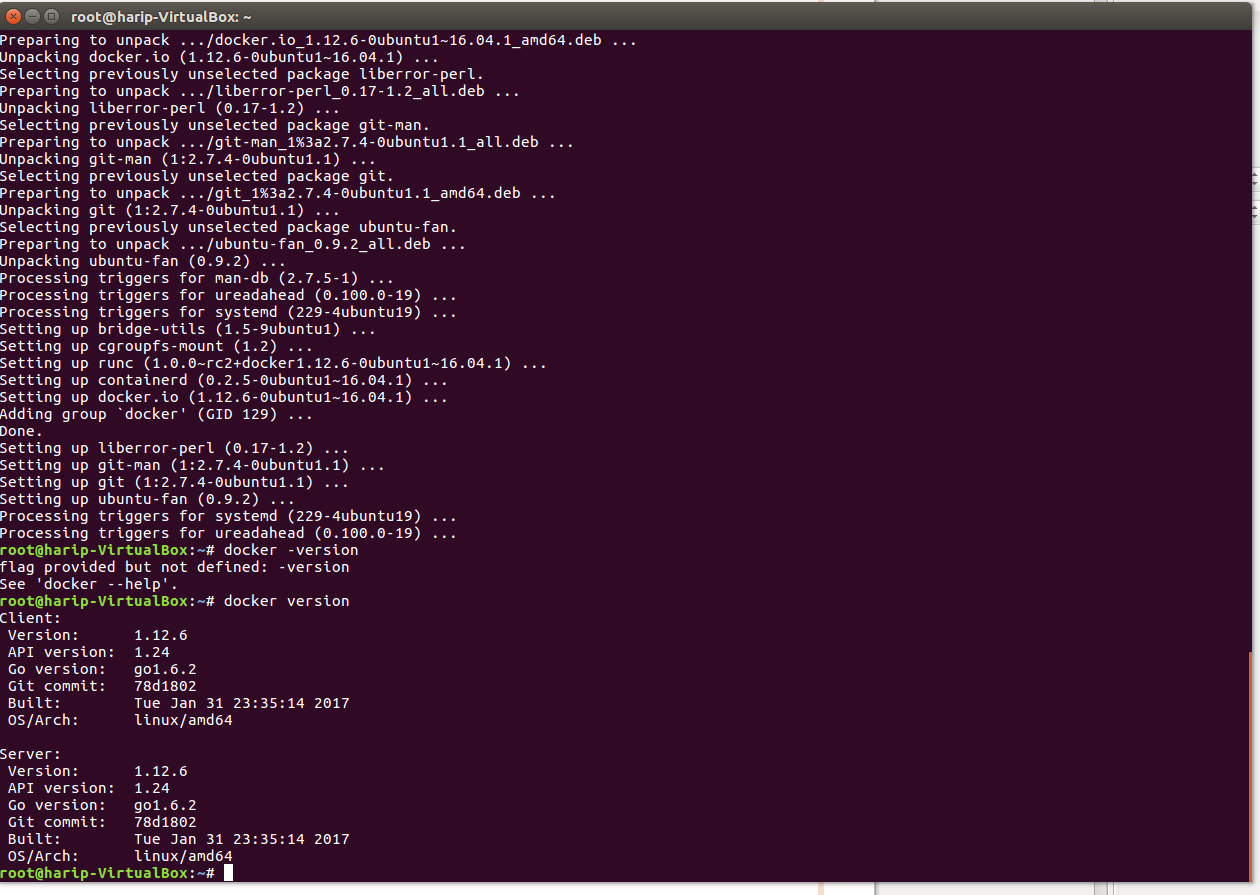 root@harip-VirtualBox: ~
Preparing to unpack .../docker.io_1.12.6-0ubuntu1~16.04.1_amd64.deb ...
Unpacking docker.io (1.12.6-0ubuntu1~16.04.1) ...
Selecting previously unselected package liberror-perl.
Preparing to unpack .../liberror-perl_0.17-1.2_all.deb ...
Unpacking liberror-perl (0.17-1.2) ...
Selecting previously unselected package git-man.
Preparing to unpack .../git-man_1%3a2.7.4-0ubuntu1.1_all.deb ...
Unpacking git-man (1:2.7.4-0ubuntu1.1) ...
Selecting previously unselected package git.
Preparing to unpack .../git_1%3a2.7.4-0ubuntu1.1_amd64.deb ...
Unpacking git (1:2.7.4-0ubuntu1.1) ...
Selecting previously unselected package ubuntu-fan.
Preparing to unpack .../ubuntu-fan_0.9.2_all.deb ...
Unpacking ubuntu-fan (0.9.2) ...
Processing triggers for man-db (2.7.5-1) ...
Processing triggers for ureadahead (0.100.0-19) ...
Processing triggers for systemd (229-4ubuntu19) ...
Setting up bridge-utils (1.5-9ubuntu1) ...
Setting up cgroupfs-mount (1.2) ...
Setting up runc (1.0.0~rc2+docker1.12.6-0ubuntu1~16.04.1) ...
Setting up containerd (0.2.5-0ubuntu1~16.04.1) ...
Setting up docker.io (1.12.6-0ubuntu1~16.04.1) ...
Adding group `docker' (GID 129) ...
Done.
Setting up liberror-perl (0.17-1.2) ...
Setting up git-man (1:2.7.4-0ubuntu1.1) ...
Setting up git (1:2.7.4-0ubuntu1.1) ...
Setting up ubuntu-fan (0.9.2) ...
Processing triggers for systemd (229-4ubuntu19) ...
Processing triggers for ureadahead (0.100.0-19) ...
root@harip-VirtualBox:~# docker -version
flag provided but not defined: -version
See 'docker --help'.
root@harip-VirtualBox:~# docker version
Client:
 Version:      1.12.6
 API version:  1.24
 Go version:   go1.6.2
 Git commit:   78d1802
 Built:        Tue Jan 31 23:35:14 2017
 OS/Arch:      linux/amd64

Server:
 Version:      1.12.6
 API version:  1.24
 Go version:   go1.6.2
 Git commit:   78d1802
 Built:        Tue Jan 31 23:35:14 2017
 OS/Arch:      linux/amd64
root@harip-VirtualBox:~#